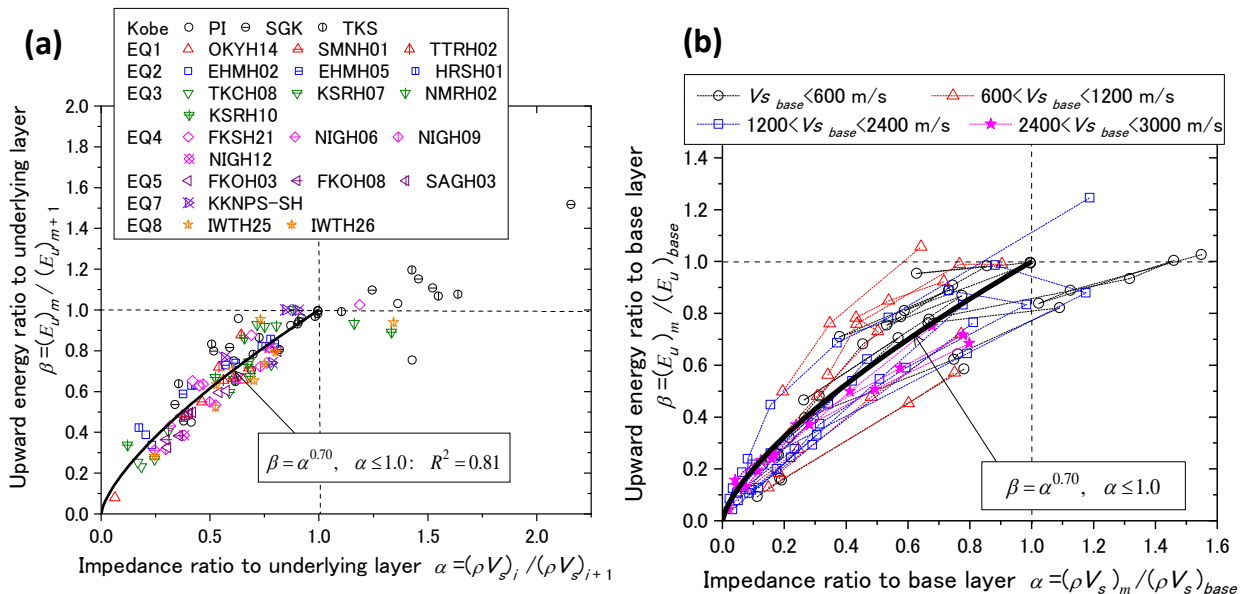 (a)
Kobe PI SGK TKS
EQ1 OKYH14 SMNH01 TTRH02
EQ2 EHMH02 EHMH05 HRSH01
EQ3 TKCH08 KSRH07 NMRH02
KSRH10
EQ4 FKSH21 NIGH06 NIGH09
NIGH12
EQ5 FKOH03 FKOH08 SAGH03
EQ7 KKNPS-SH
EQ8 IWTH25 IWTH26
Upward energy ratio to underlying layer
β=(E_u)_m / (E_u)_{m+1}
2.0
1.8
1.6
1.4
1.2
1.0
0.8
0.6
0.4
0.2
0.0
β = α^{0.70}, α ≤ 1.0: R² = 0.81
0.0 0.5 1.0 1.5 2.0
Impedance ratio to underlying layer α=(ρV_s)_i /(ρV_s)_{i+1}
(b)
Vs_base<600 m/s 600<Vs_base<1200 m/s
1200<Vs_base<2400 m/s 2400<Vs_base<3000 m/s
Upward energy ratio to base layer
β=(E_u)_m /(E_u)_base
1.4
1.2
1.0
0.8
0.6
0.4
0.2
0.0
β = α^{0.70}, α ≤ 1.0
0.0 0.2 0.4 0.6 0.8 1.0 1.2 1.4 1.6
Impedance ratio to base layer α=(ρV_s)_m /(ρV_s)_base